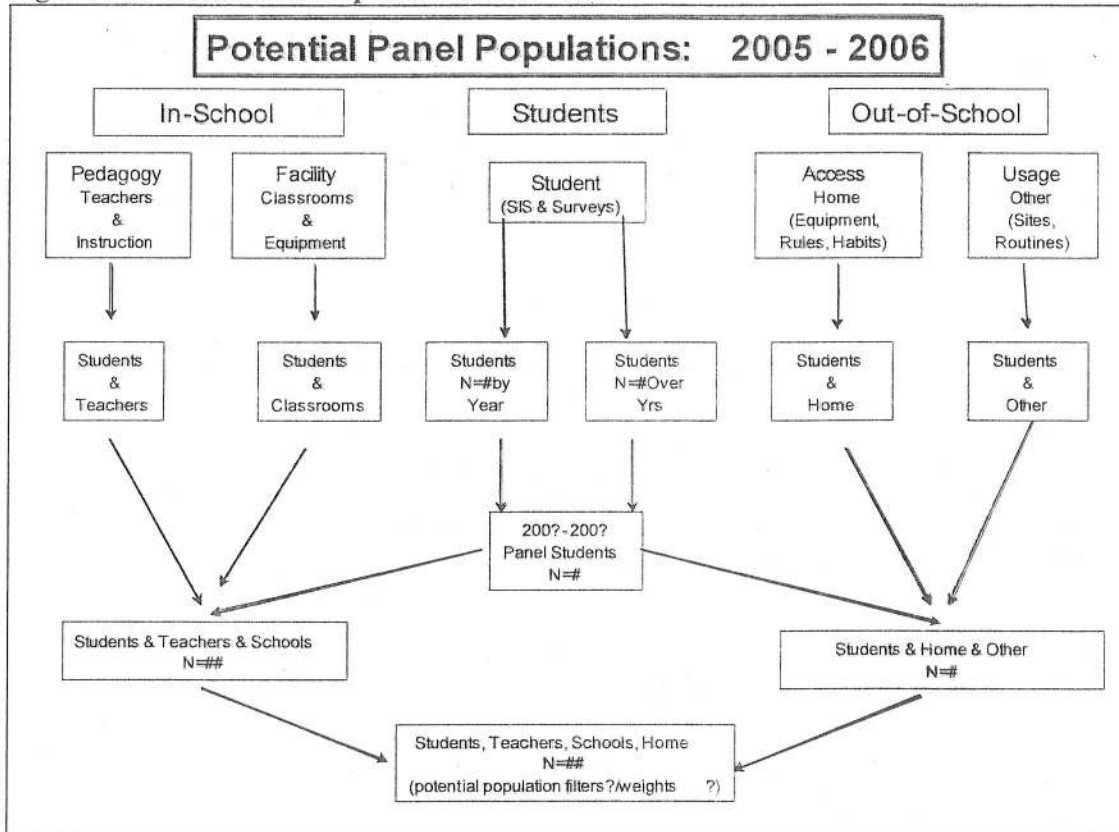 Potential Panel Populations: 2005 - 2006
In-School
Students
Out-of-School
Pedagogy
Teachers
&
Instruction
Facility
Classrooms
&
Equipment
Student
(SIS & Surveys)
Access
Home
(Equipment,
Rules, Habits)
Usage
Other
(Sites,
Routines)
Students
&
Teachers
Students
&
Classrooms
Students
N=#by
Year
Students
N=#Over
Yrs
Students
&
Home
Students
&
Other
200?-200?
Panel Students
N=#
Students & Teachers & Schools
N=##
Students & Home & Other
N=#
Students, Teachers, Schools, Home
N=##
(potential population filters?/weights ?)